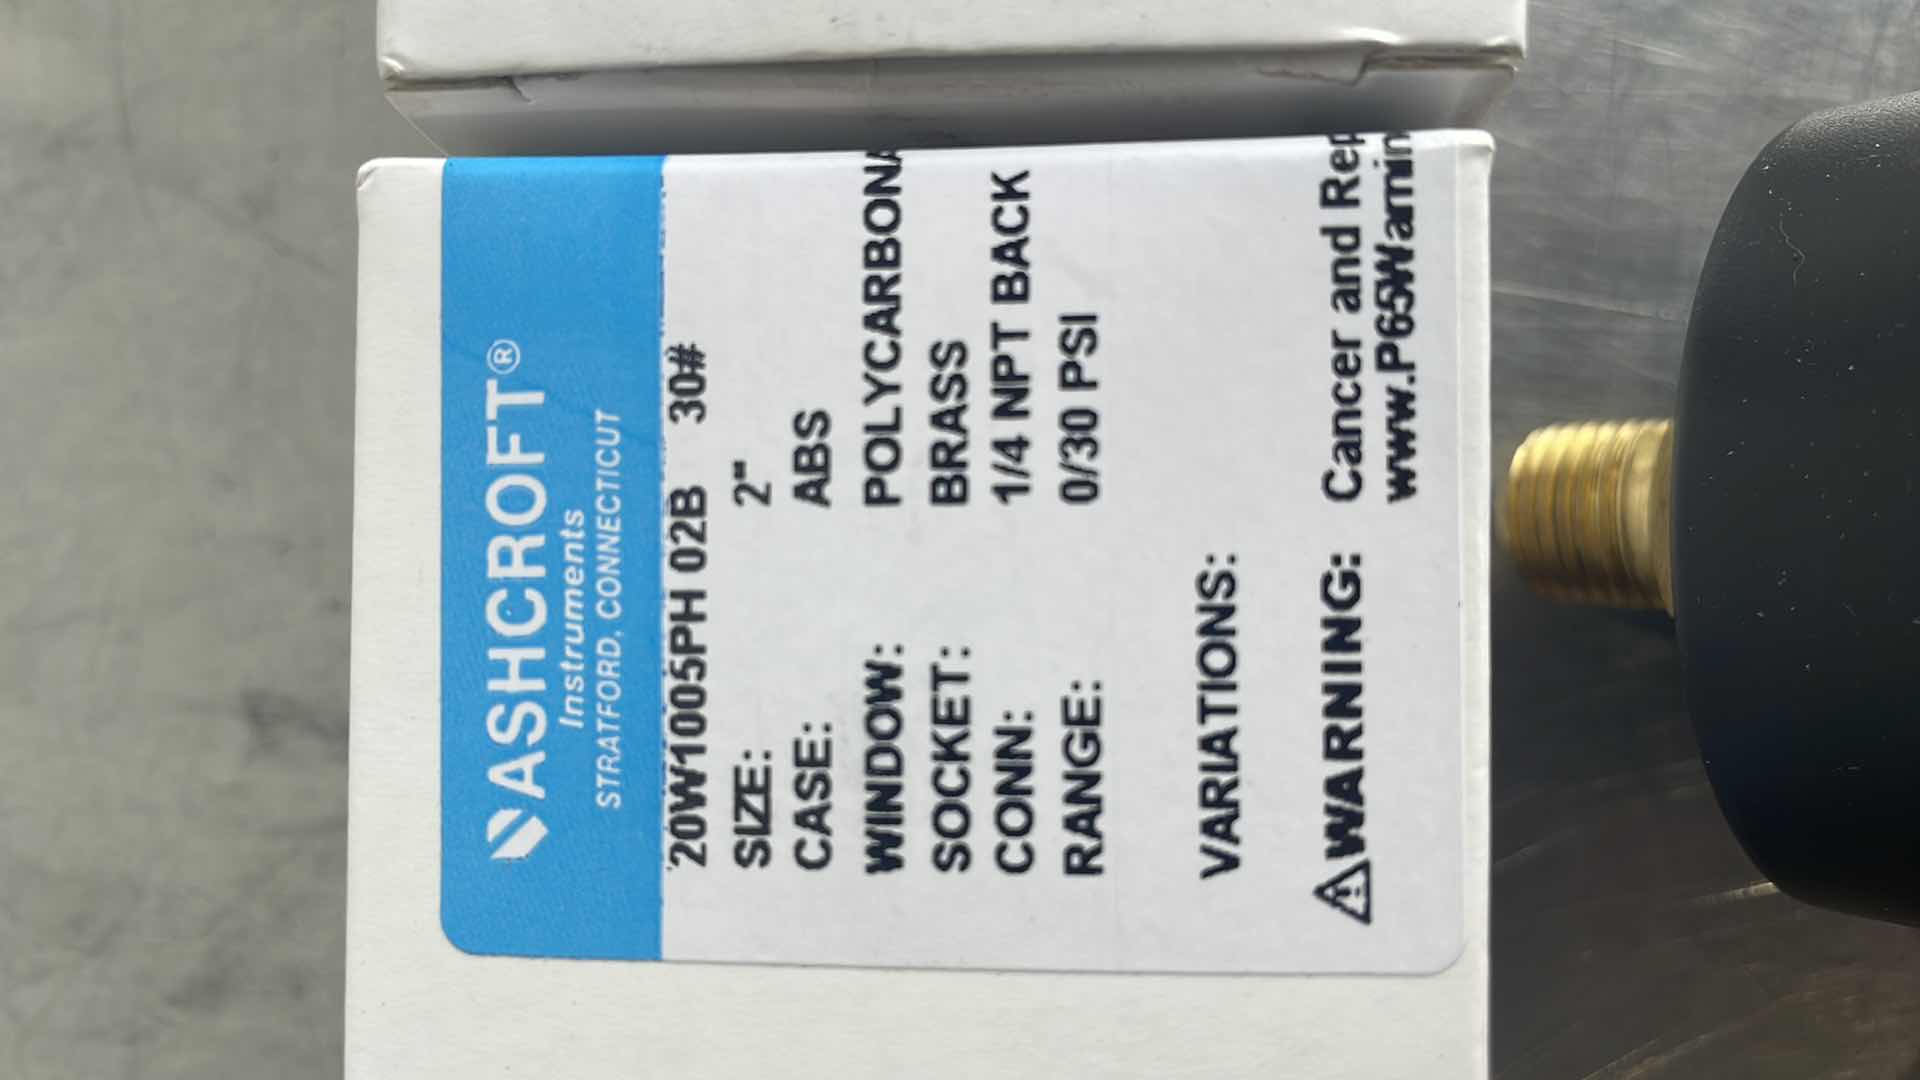 ASHCROFT®
Instruments
STRATFORD, CONNECTICUT
20W1005PH 02B 30#
SIZE: 2"
CASE: ABS
WINDOW: POLYCARBONA
SOCKET: BRASS
CONN: 1/4 NPT BACK
RANGE: 0/30 PSI
VARIATIONS:
⚠WARNING: Cancer and Rep
www.P65Warnin